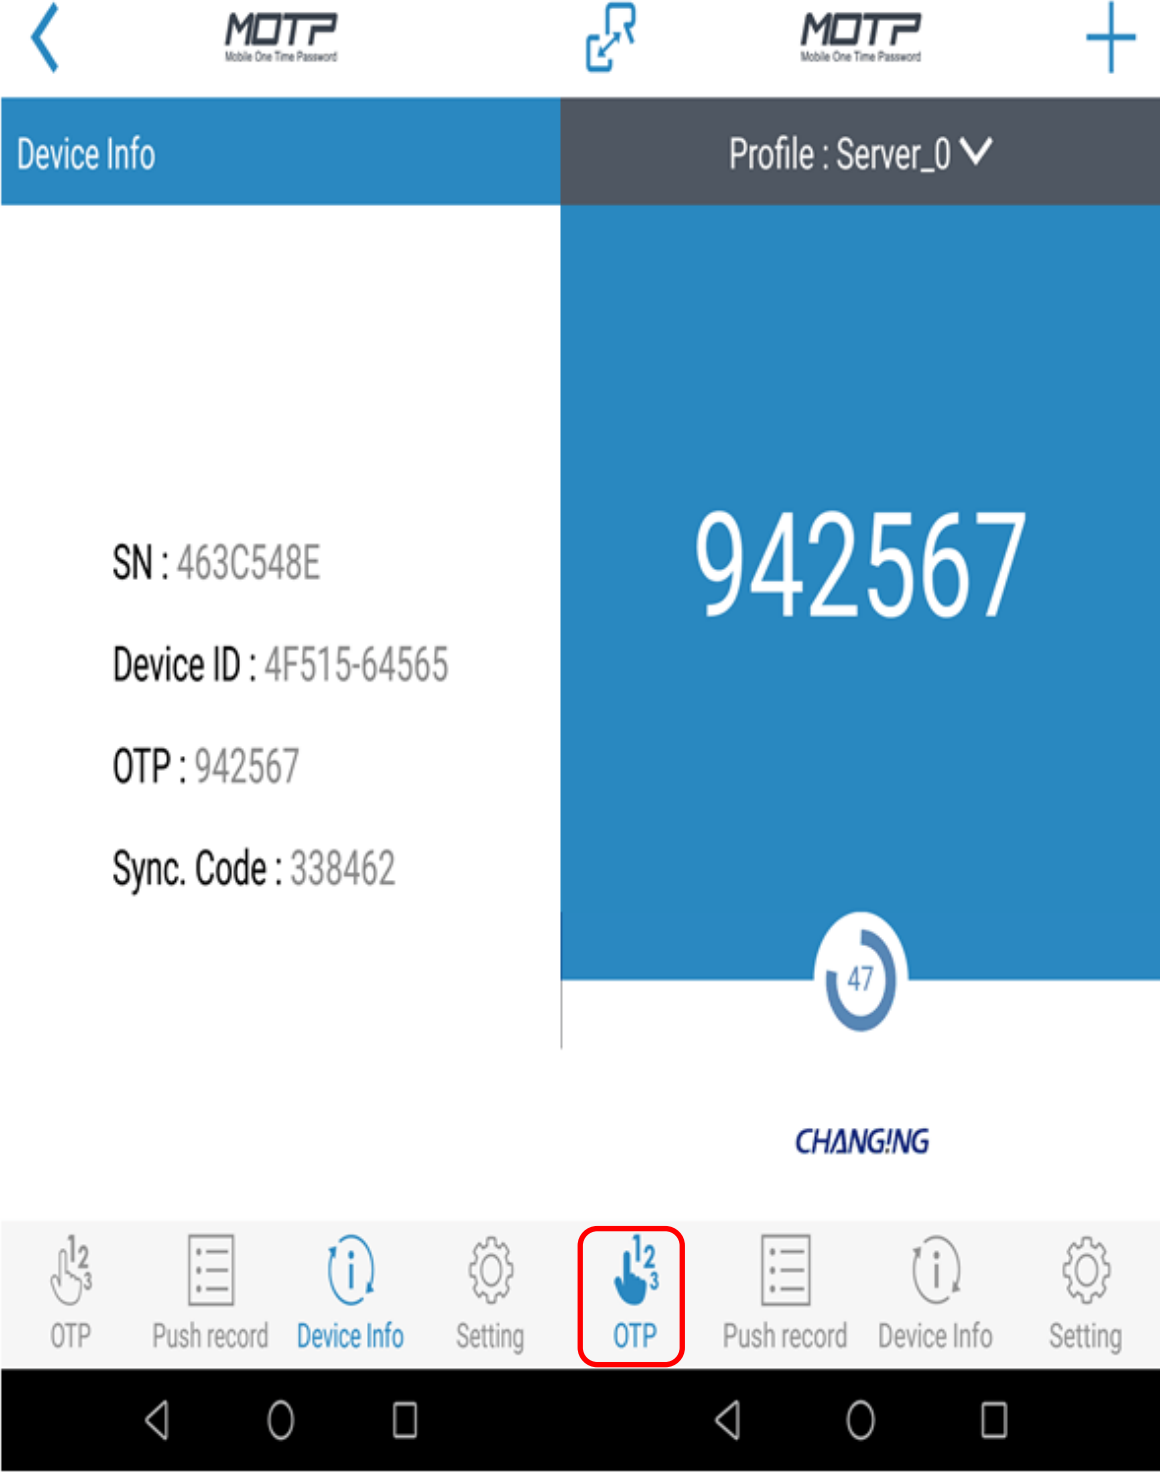 MOTP
Mobile One Time Password
Device Info
SN : 463C548E
Device ID : 4F515-64565
OTP : 942567
Sync. Code : 338462
OTP
Push record
Device Info
Setting
MOTP
Mobile One Time Password
Profile : Server_0
942567
47
CHANG!NG
123
OTP
Push record
Device Info
Setting